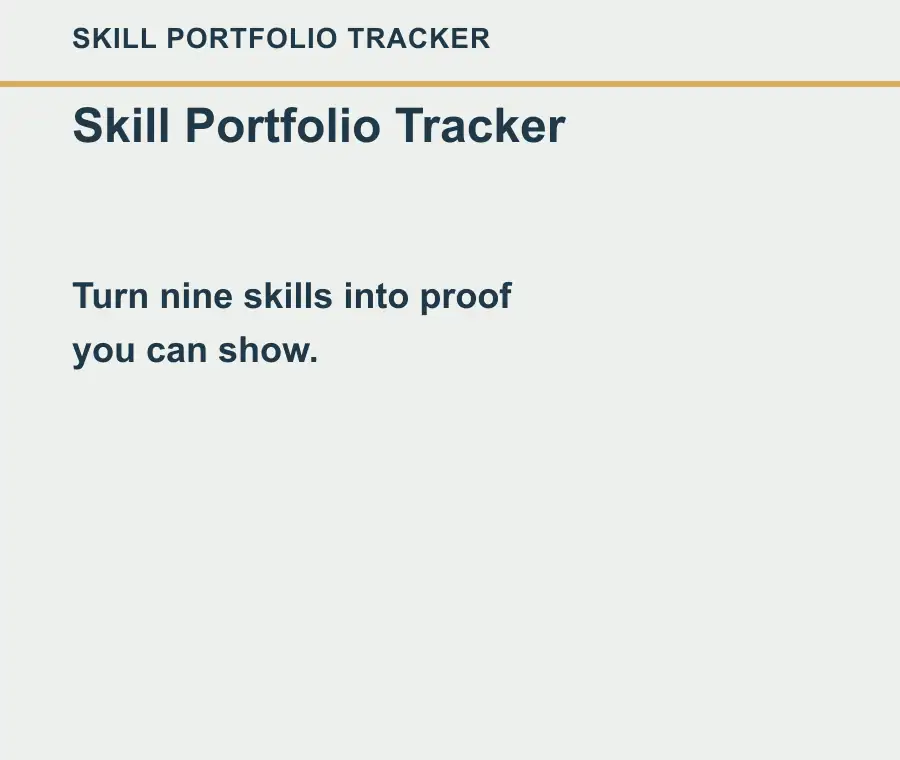 SKILL PORTFOLIO TRACKER
Skill Portfolio Tracker
Turn nine skills into proof
you can show.